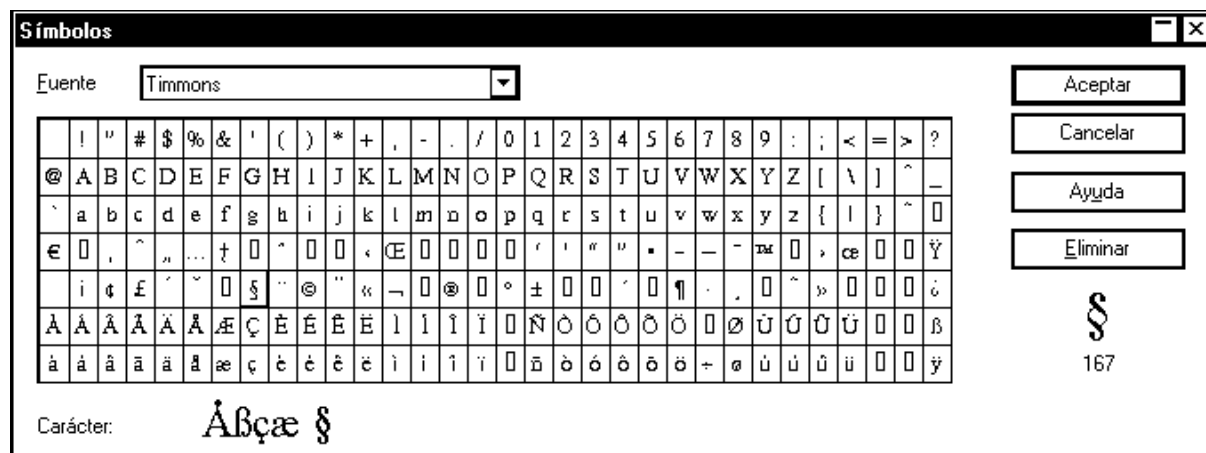 Símbolos
Fuente Timmons
Aceptar
Cancelar
Ayuda
Eliminar
! " # $ % & ' ( ) * + , - . / 0 1 2 3 4 5 6 7 8 9 : ; < = > ?
@ A B C D E F G H I J K L M N O P Q R S T U V W X Y Z [ \ ] ^ _
` a b c d e f g h i j k l m n o p q r s t u v w x y z { | } ~ ▯
€ ▯ ‚ ˆ „ … † ▯ ˆ ▯ ▯ ‹ Œ ▯ ▯ ▯ ▯ ‘ ’ “ ” • – — ˜ ™ ▯ › œ ▯ ▯ Ÿ
¡ ¢ £ ´ ˇ ▯ § ¨ © ¨ « ¬ ▯ ® ▯ ° ± ▯ ▯ ´ ▯ ¶ · ¸ ▯ ˆ » ▯ ▯ ▯ ¿
À Á Â Ã Ä Å Æ Ç È É Ê Ë Ì Í Î Ï ▯ Ñ Ò Ó Ô Õ Ö ▯ Ø Ù Ú Û Ü ▯ ▯ ß
à á â ã ä å æ ç è é ê ë ì í î ï ▯ ñ ò ó ô õ ö ÷ ø ù ú û ü ▯ ▯ ÿ
§
167
Carácter: Åßçæ §